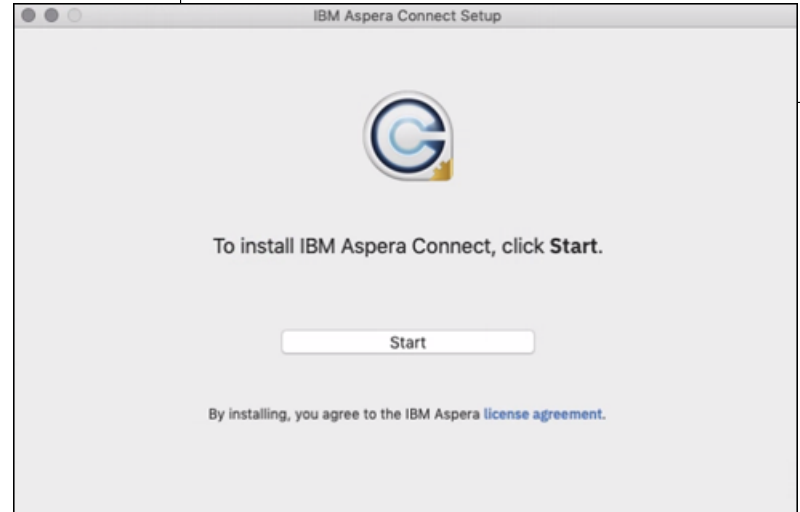 IBM Aspera Connect Setup
To install IBM Aspera Connect, click Start.
Start
By installing, you agree to the IBM Aspera license agreement.